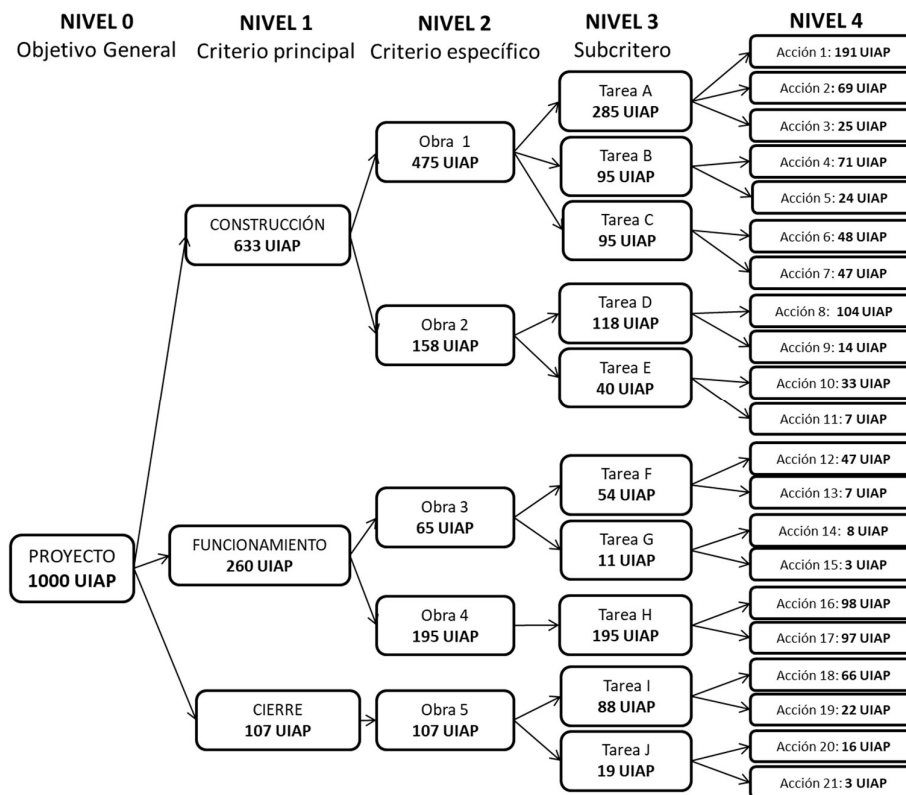 NIVEL 0
Objetivo General
NIVEL 1
Criterio principal
NIVEL 2
Criterio específico
NIVEL 3
Subcritero
NIVEL 4
PROYECTO
1000 UIAP
CONSTRUCCIÓN
633 UIAP
FUNCIONAMIENTO
260 UIAP
CIERRE
107 UIAP
Obra 1
475 UIAP
Obra 2
158 UIAP
Obra 3
65 UIAP
Obra 4
195 UIAP
Obra 5
107 UIAP
Tarea A
285 UIAP
Tarea B
95 UIAP
Tarea C
95 UIAP
Tarea D
118 UIAP
Tarea E
40 UIAP
Tarea F
54 UIAP
Tarea G
11 UIAP
Tarea H
195 UIAP
Tarea I
88 UIAP
Tarea J
19 UIAP
Acción 1: 191 UIAP
Acción 2: 69 UIAP
Acción 3: 25 UIAP
Acción 4: 71 UIAP
Acción 5: 24 UIAP
Acción 6: 48 UIAP
Acción 7: 47 UIAP
Acción 8: 104 UIAP
Acción 9: 14 UIAP
Acción 10: 33 UIAP
Acción 11: 7 UIAP
Acción 12: 47 UIAP
Acción 13: 7 UIAP
Acción 14: 8 UIAP
Acción 15: 3 UIAP
Acción 16: 98 UIAP
Acción 17: 97 UIAP
Acción 18: 66 UIAP
Acción 19: 22 UIAP
Acción 20: 16 UIAP
Acción 21: 3 UIAP